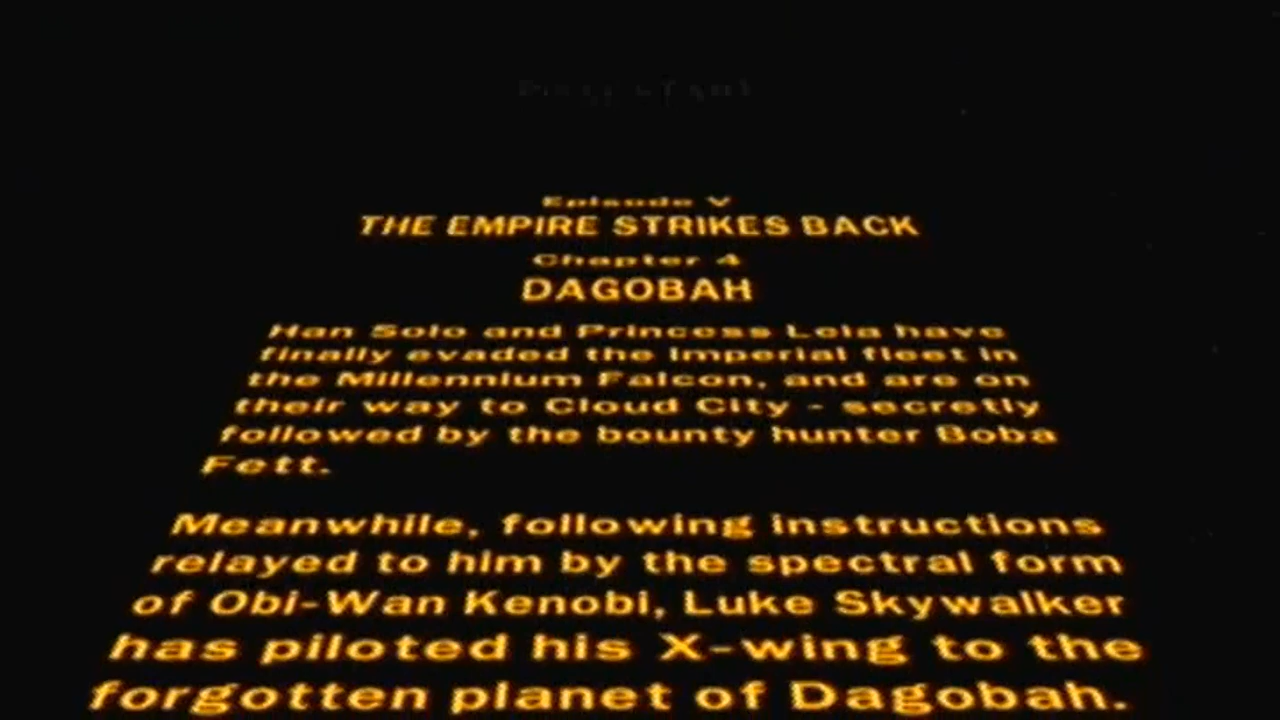 Episode V
THE EMPIRE STRIKES BACK
Chapter 4
DAGOBAH
Han Solo and Princess Leia have
finally evaded the Imperial fleet in
the Millennium Falcon, and are on
their way to Cloud City - secretly
followed by the bounty hunter Boba
Fett.
Meanwhile, following instructions
relayed to him by the spectral form
of Obi-Wan Kenobi, Luke Skywalker
has piloted his X-wing to the
forgotten planet of Dagobah.